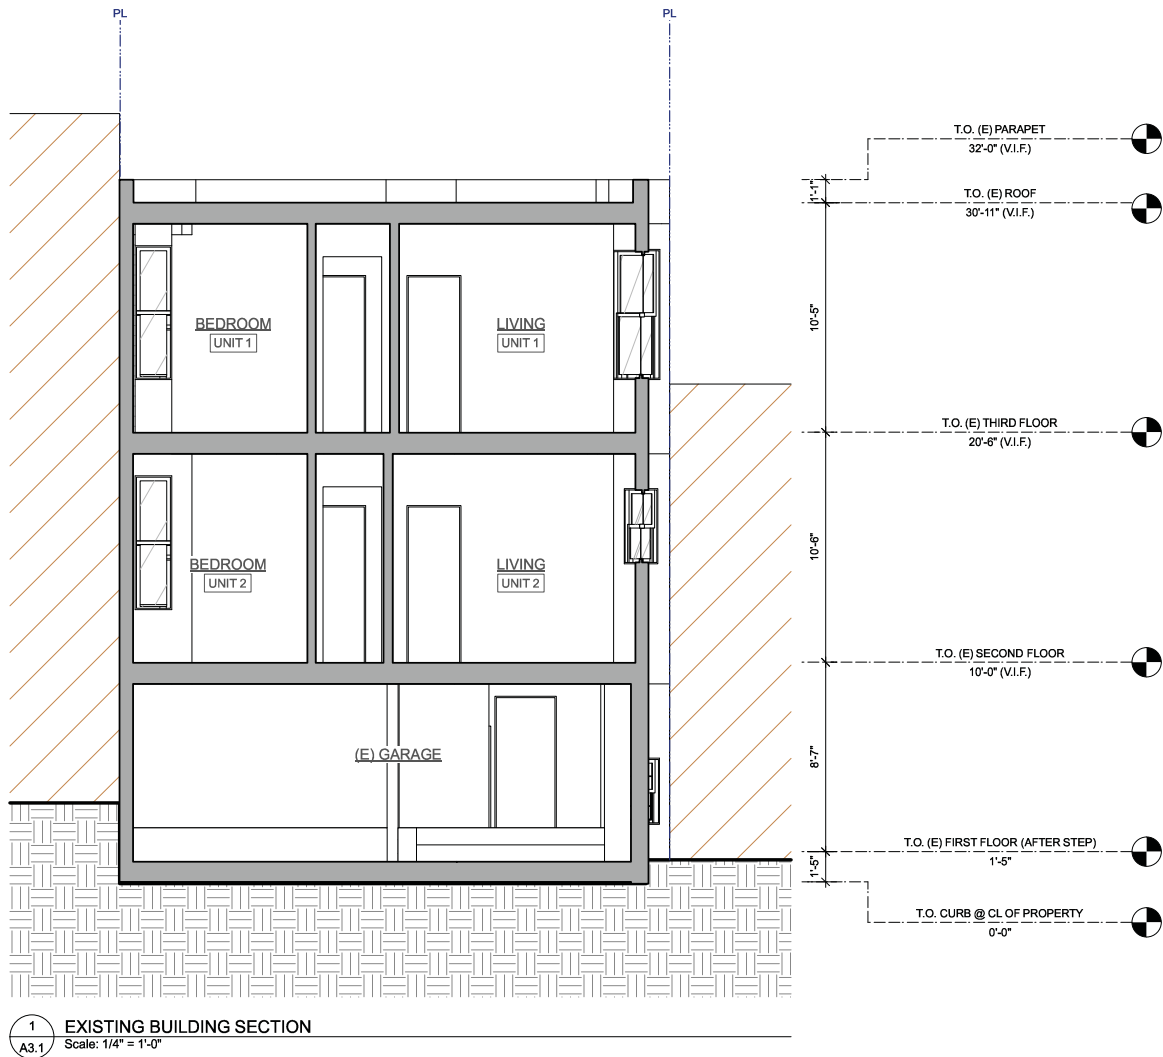 PL
PL
T.O. (E) PARAPET
32'-0" (V.I.F.)
1'-1"
T.O. (E) ROOF
30'-11" (V.I.F.)
10'-5"
BEDROOM
UNIT 1
LIVING
UNIT 1
T.O. (E) THIRD FLOOR
20'-6" (V.I.F.)
10'-6"
BEDROOM
UNIT 2
LIVING
UNIT 2
T.O. (E) SECOND FLOOR
10'-0" (V.I.F.)
8'-7"
(E) GARAGE
T.O. (E) FIRST FLOOR (AFTER STEP)
1'-5"
1'-5"
T.O. CURB @ CL OF PROPERTY
0'-0"
1
A3.1
EXISTING BUILDING SECTION
Scale: 1/4" = 1'-0"